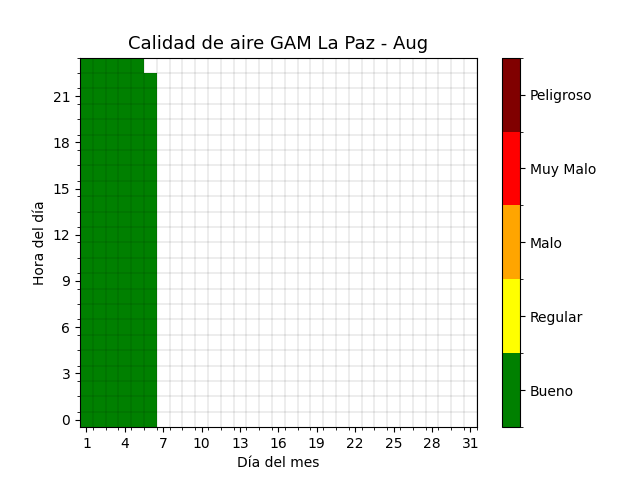 Calidad de aire GAM La Paz - Aug
21
18
15
12
9
6
3
0
Hora del día
1 4 7 10 13 16 19 22 25 28 31
Día del mes
Peligroso
Muy Malo
Malo
Regular
Bueno